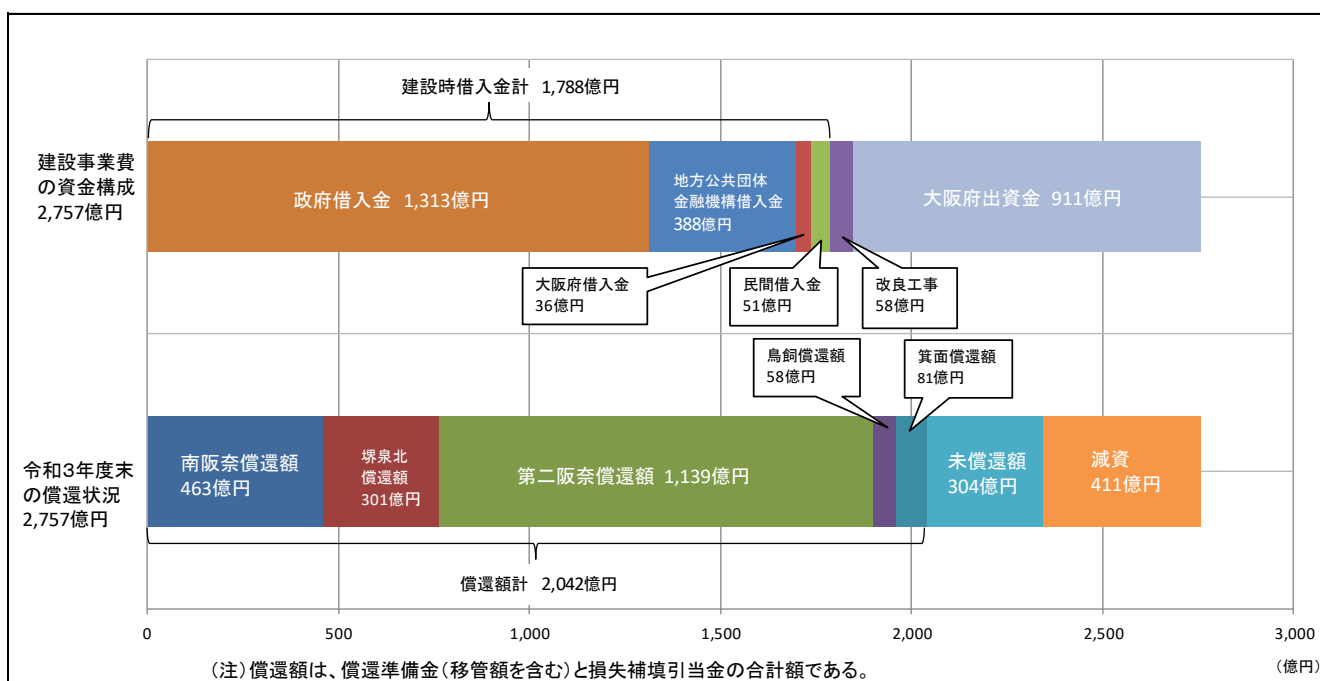 建設時借入金計 1,788億円
建設事業費
の資金構成
2,757億円
政府借入金 1,313億円
地方公共団体
金融機構借入金
388億円
大阪府出資金 911億円
大阪府借入金
36億円
民間借入金
51億円
改良工事
58億円
鳥飼償還額
58億円
箕面償還額
81億円
令和3年度末
の償還状況
2,757億円
南阪奈償還額
463億円
堺泉北
償還額
301億円
第二阪奈償還額 1,139億円
未償還額
304億円
減資
411億円
償還額計 2,042億円
0 500 1,000 1,500 2,000 2,500 3,000
(注)償還額は、償還準備金(移管額を含む)と損失補填引当金の合計額である。
(億円)